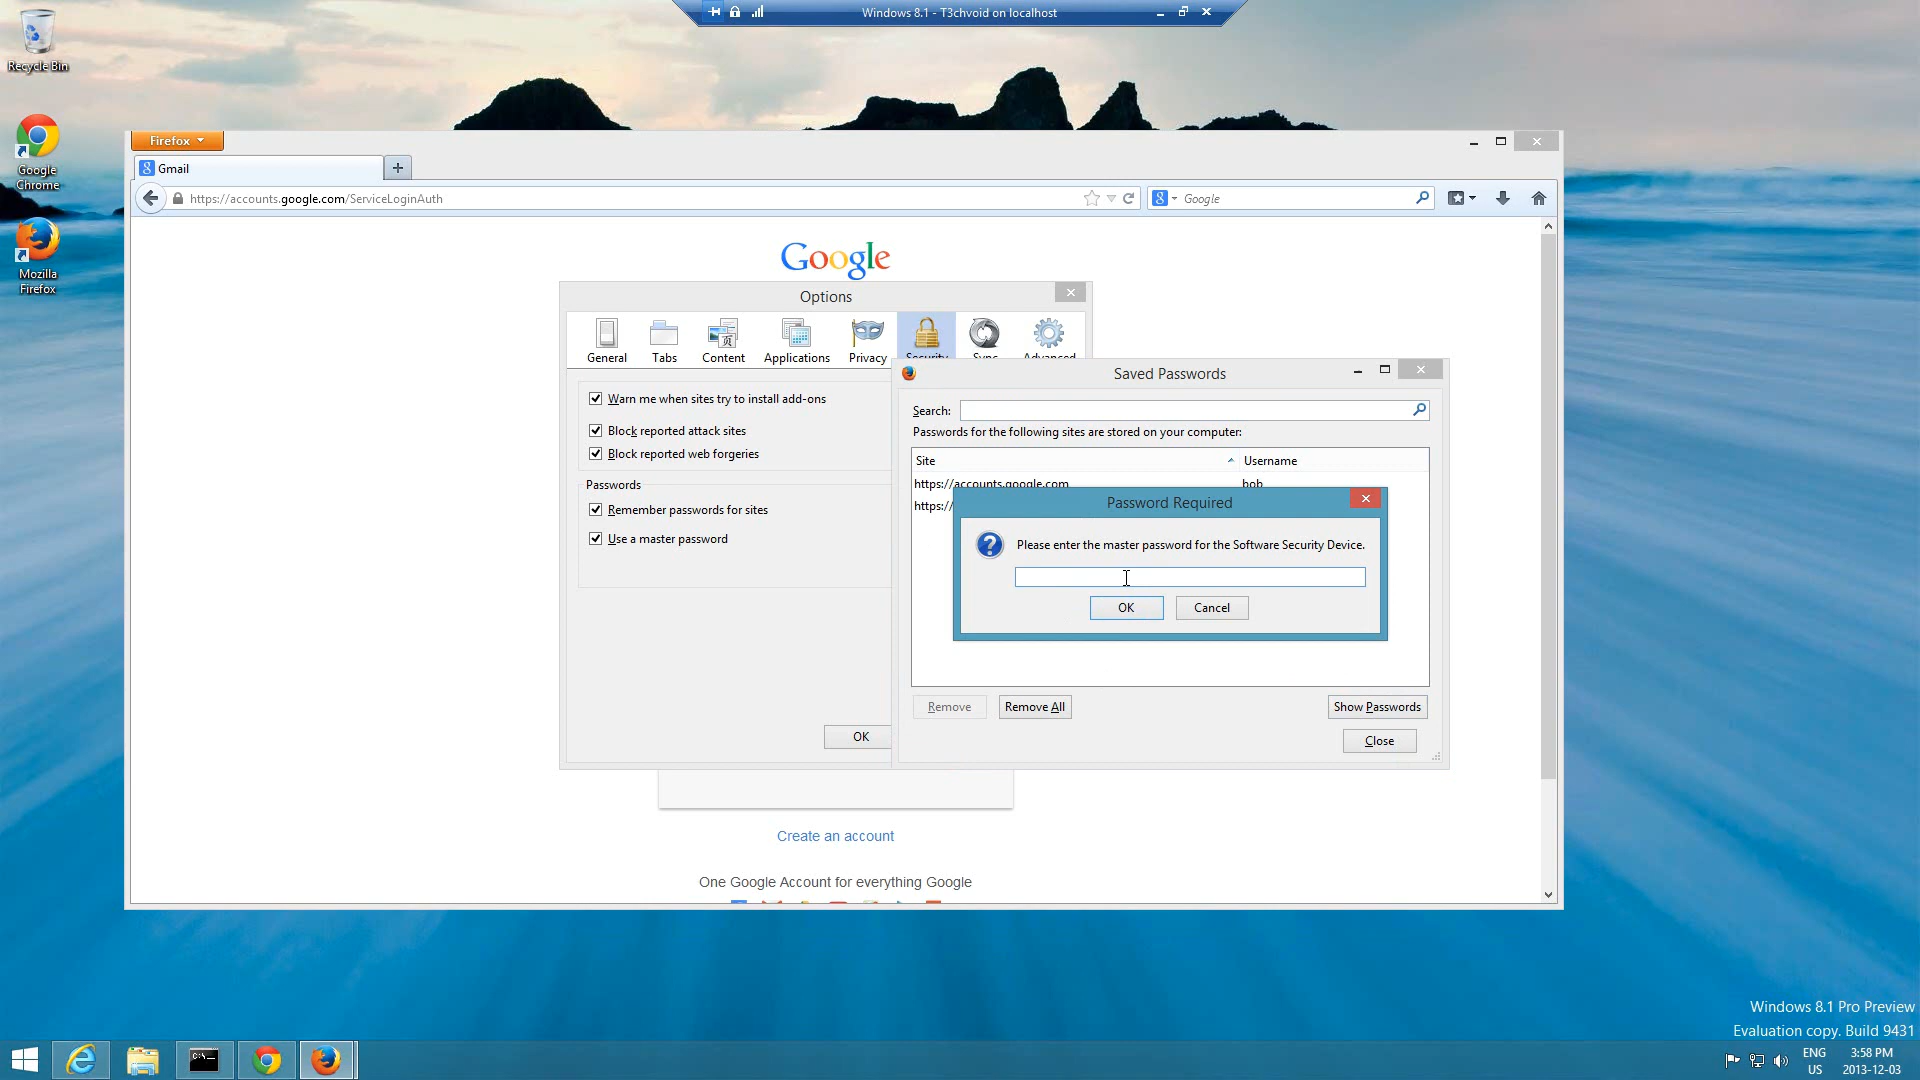 Windows 8.1 - T3chvoid on localhost
Recycle Bin
Google
Chrome
Mozilla
Firefox
Firefox
Gmail
https://accounts.google.com/ServiceLoginAuth
Google
Google
Options
General
Tabs
Content
Applications
Privacy
Security
Sync
Advanced
Warn me when sites try to install add-ons
Block reported attack sites
Block reported web forgeries
Passwords
Remember passwords for sites
Use a master password
OK
Saved Passwords
Search:
Passwords for the following sites are stored on your computer:
Site
Username
https://accounts.google.com
bob
https://
Password Required
Please enter the master password for the Software Security Device.
OK
Cancel
Remove
Remove All
Show Passwords
Close
Create an account
One Google Account for everything Google
Windows 8.1 Pro Preview
Evaluation copy. Build 9431
ENG
US
3:58 PM
2013-12-03